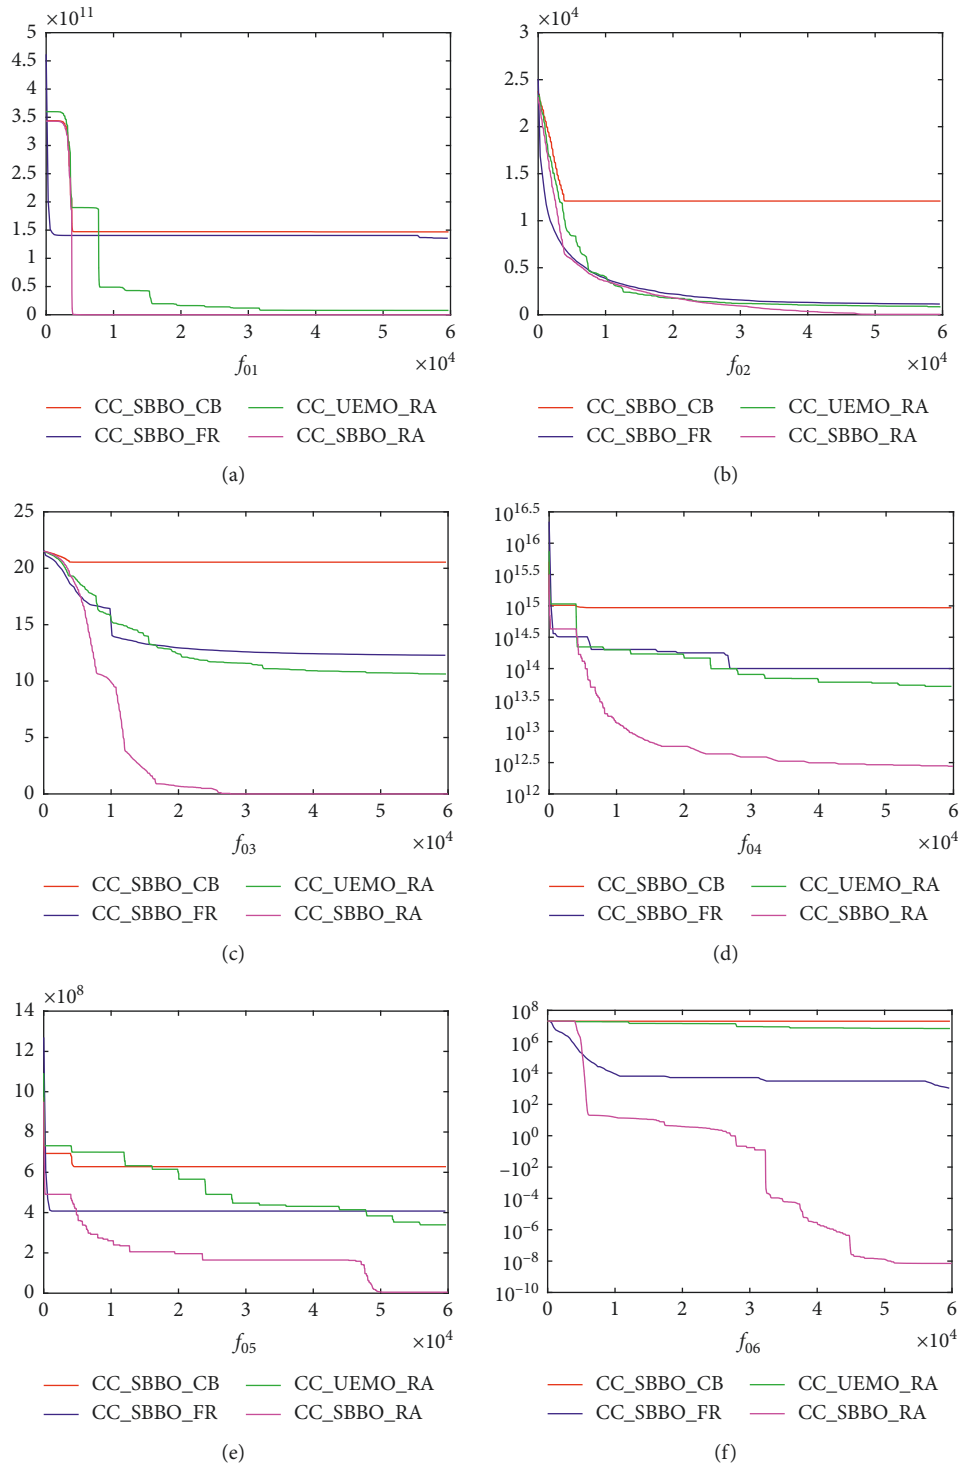 ×10^11
5
4.5
3.5
2.5
1.5
1
0
0 1 2 3 4 5 6
f01 ×10^4
CC_SBBO_CB CC_UEMO_RA
CC_SBBO_FR CC_SBBO_RA
(a)
×10^4
3
2.5
2
1.5
1
0.5
0
0 1 2 3 4 5 6
f02 ×10^4
CC_SBBO_CB CC_UEMO_RA
CC_SBBO_FR CC_SBBO_RA
(b)
25
20
15
10
5
0
0 1 2 3 4 5 6
f03 ×10^4
CC_SBBO_CB CC_UEMO_RA
CC_SBBO_FR CC_SBBO_RA
(c)
10^16.5
10^16
10^15.5
10^15
10^14.5
10^14
10^13.5
10^13
10^12.5
10^12
0 1 2 3 4 5 6
f04 ×10^4
CC_SBBO_CB CC_UEMO_RA
CC_SBBO_FR CC_SBBO_RA
(d)
×10^8
14
12
10
8
6
4
2
0
0 1 2 3 4 5 6
f05 ×10^4
CC_SBBO_CB CC_UEMO_RA
CC_SBBO_FR CC_SBBO_RA
(e)
10^8
10^6
10^4
10^2
10^0
−10^2
10^−4
10^−6
10^−8
10^−10
0 1 2 3 4 5 6
f06 ×10^4
CC_SBBO_CB CC_UEMO_RA
CC_SBBO_FR CC_SBBO_RA
(f)